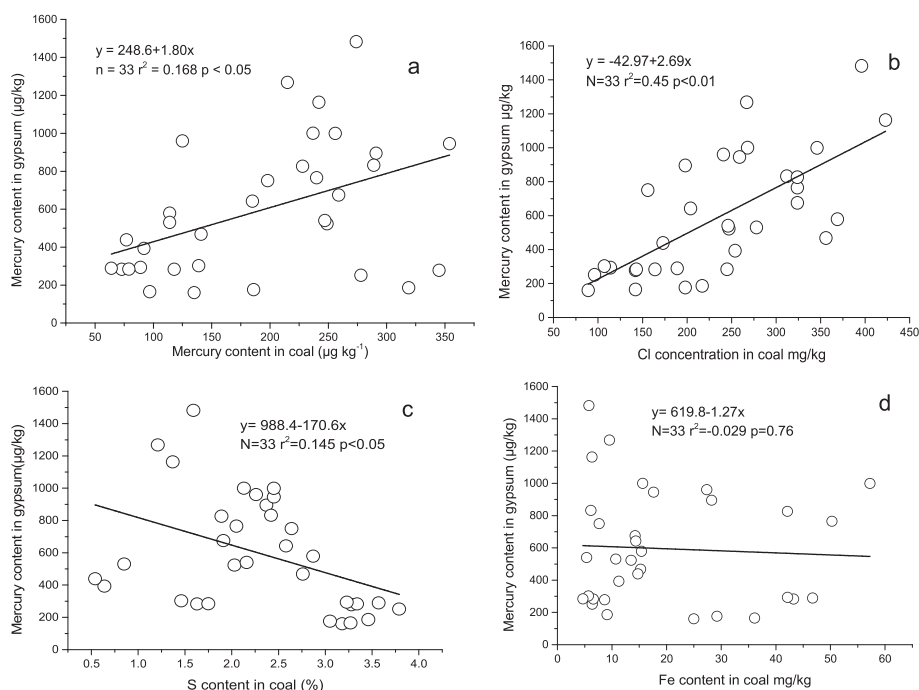 y = 248.6+1.80x
n = 33 r² = 0.168 p < 0.05
a
1600
1400
1200
1000
800
600
400
200
0
50 100 150 200 250 300 350
Mercury content in gypsum (µg/kg)
Mercury content in coal (µg kg⁻¹)
y = -42.97+2.69x
N=33 r²=0.45 p<0.01
b
1600
1400
1200
1000
800
600
400
200
0
50 100 150 200 250 300 350 400 450
Mercury content in gypsum µg/kg
Cl concentration in coal mg/kg
y= 988.4-170.6x
N=33 r²=0.145 p<0.05
c
1600
1400
1200
1000
800
600
400
200
0
0.5 1.0 1.5 2.0 2.5 3.0 3.5 4.0
Mercury content in gypsum(µg/kg)
S content in coal (%)
y= 619.8-1.27x
N=33 r²=-0.029 p=0.76
d
1600
1400
1200
1000
800
600
400
200
0
0 10 20 30 40 50 60
Mercury content in gypsum (µg/kg)
Fe content in coal mg/kg